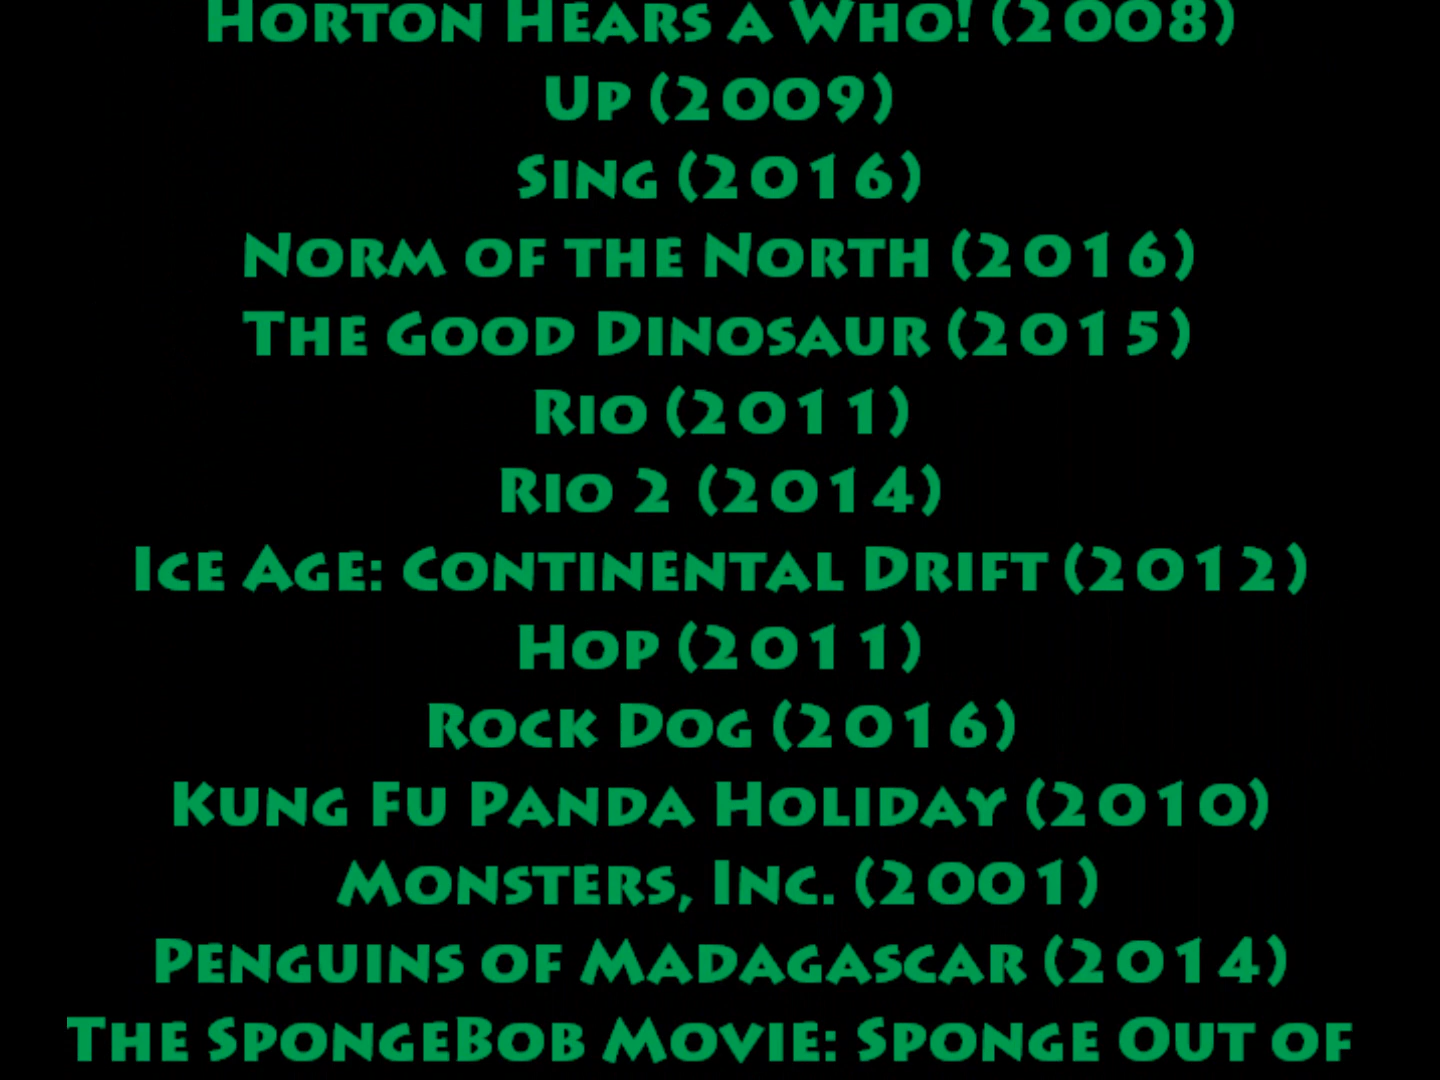 Horton Hears a Who! (2008)
Up (2009)
Sing (2016)
Norm of the North (2016)
The Good Dinosaur (2015)
Rio (2011)
Rio 2 (2014)
Ice Age: Continental Drift (2012)
Hop (2011)
Rock Dog (2016)
Kung Fu Panda Holiday (2010)
Monsters, Inc. (2001)
Penguins of Madagascar (2014)
The SpongeBob Movie: Sponge Out of